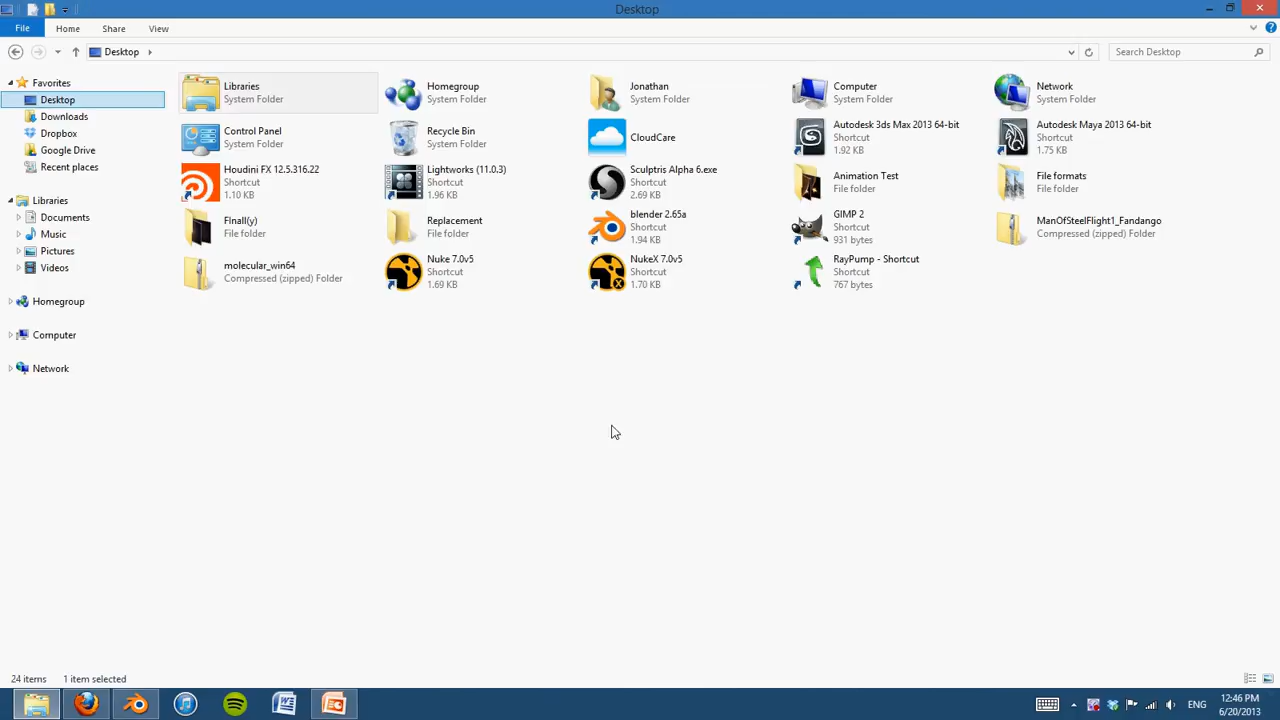 Desktop
File Home Share View
Desktop
Search Desktop
Favorites
Desktop
Downloads
Dropbox
Google Drive
Recent places
Libraries
Documents
Music
Pictures
Videos
Homegroup
Computer
Network
Libraries
System Folder
Homegroup
System Folder
Jonathan
System Folder
Computer
System Folder
Network
System Folder
Control Panel
System Folder
Recycle Bin
System Folder
CloudCare
Autodesk 3ds Max 2013 64-bit
Shortcut
1.92 KB
Autodesk Maya 2013 64-bit
Shortcut
1.75 KB
Houdini FX 12.5.316.22
Shortcut
1.10 KB
Lightworks (11.0.3)
Shortcut
1.96 KB
Sculptris Alpha 6.exe
Shortcut
2.69 KB
Animation Test
File folder
File formats
File folder
Finall(y)
File folder
Replacement
File folder
blender 2.65a
Shortcut
1.94 KB
GIMP 2
Shortcut
931 bytes
ManOfSteelFlight1_Fandango
Compressed (zipped) Folder
molecular_win64
Compressed (zipped) Folder
Nuke 7.0v5
Shortcut
1.69 KB
NukeX 7.0v5
Shortcut
1.70 KB
RayPump - Shortcut
Shortcut
767 bytes
24 items 1 item selected
ENG
12:46 PM
6/20/2013